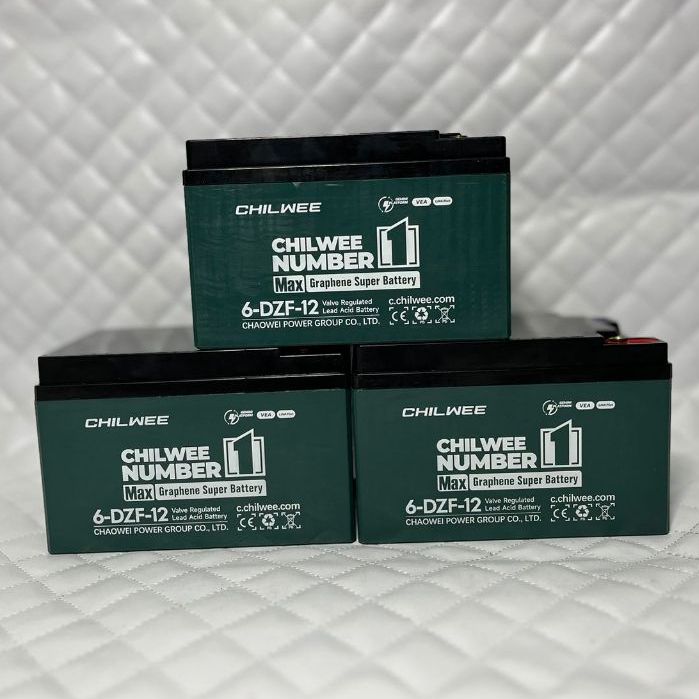 CHILWEE
VEA
CHILWEE
NUMBER 1
Max Graphene Super Battery
6-DZF-12 Valve Regulated
Lead Acid Battery
c.chilwee.com
CHAOWEI POWER GROUP CO., LTD.
CE
CHILWEE
VEA
CHILWEE
NUMBER 1
Max Graphene Super Battery
6-DZF-12 Valve Regulated
Lead Acid Battery
c.chilwee.com
CHAOWEI POWER GROUP CO., LTD.
CE
CHILWEE
VEA
CHILWEE
NUMBER 1
Max Graphene Super Battery
6-DZF-12 Valve Regulated
Lead Acid Battery
c.chilwee.com
CHAOWEI POWER GROUP CO., LTD.
CE